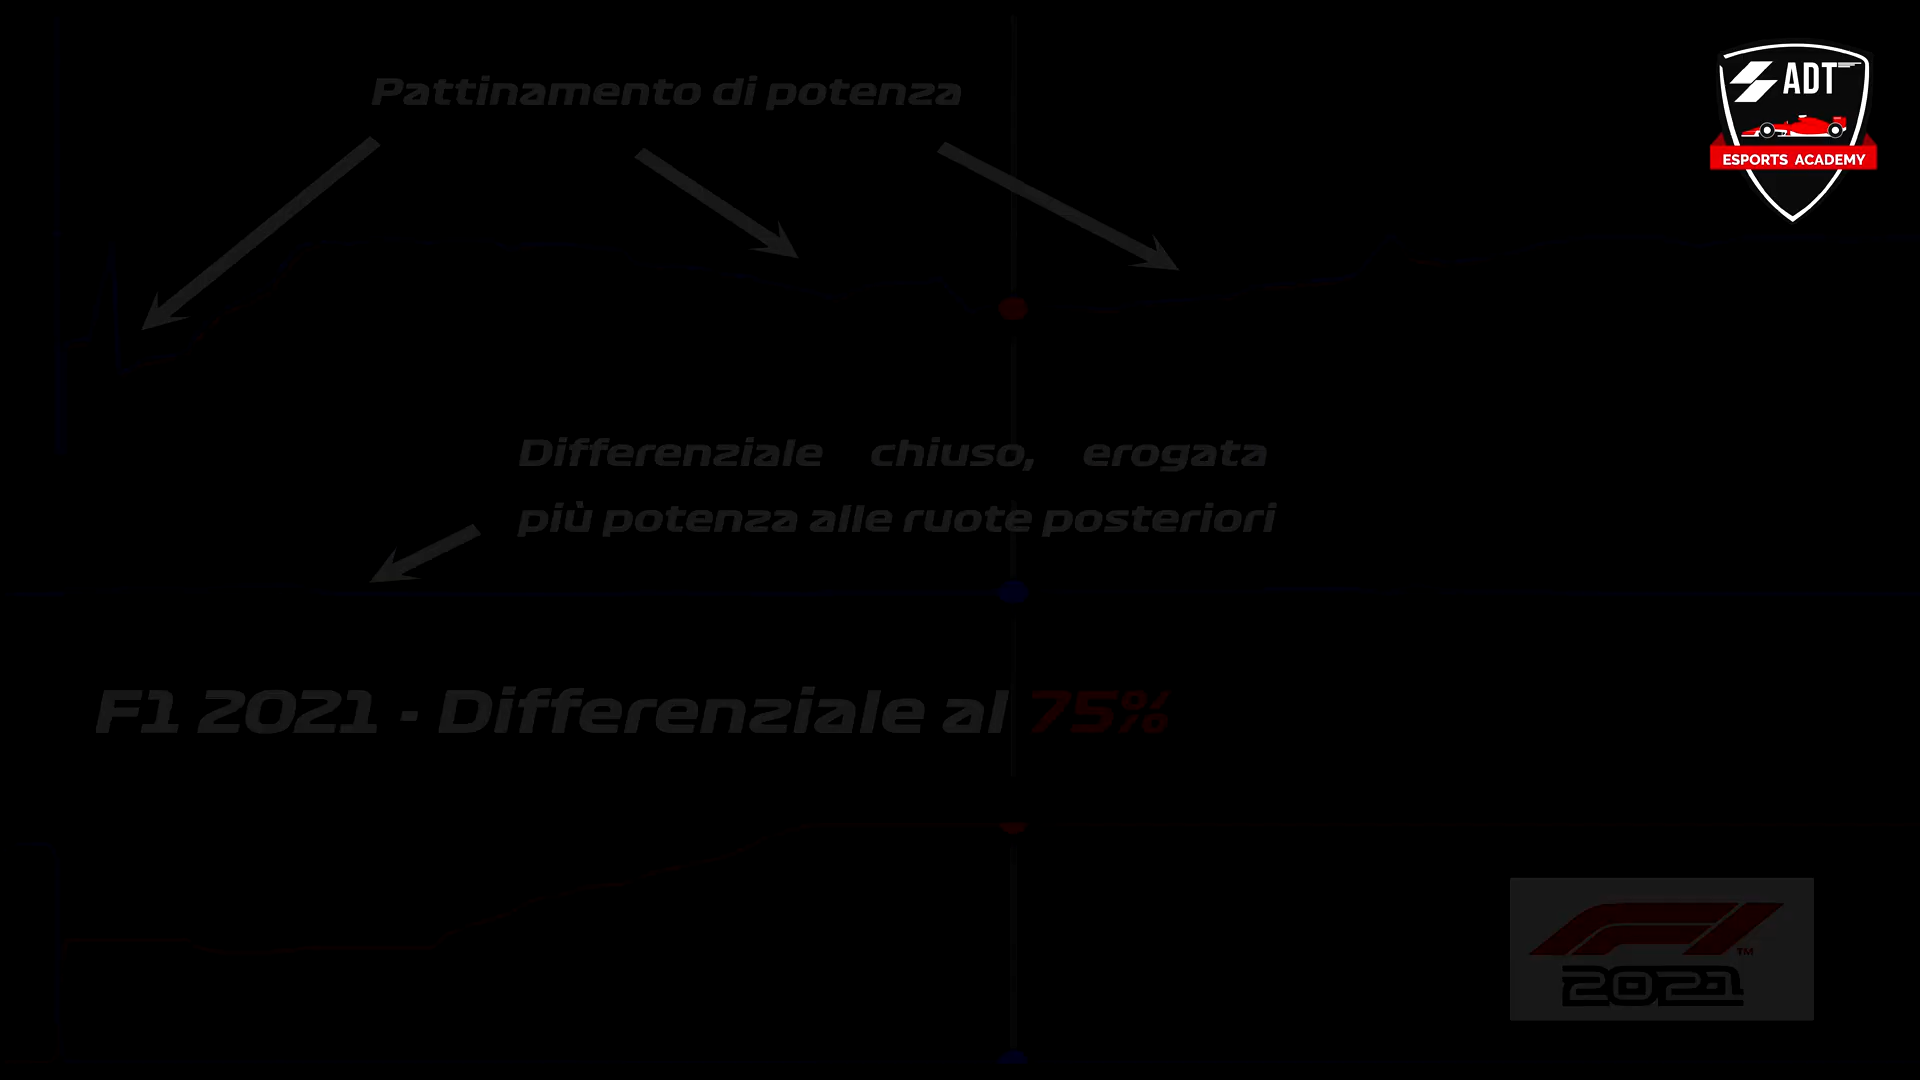 Pattinamento di potenza
ADT
ESPORTS ACADEMY
Differenziale chiuso, erogata
più potenza alle ruote posteriori
F1 2021 - Differenziale al 75%
F1 TM
2021